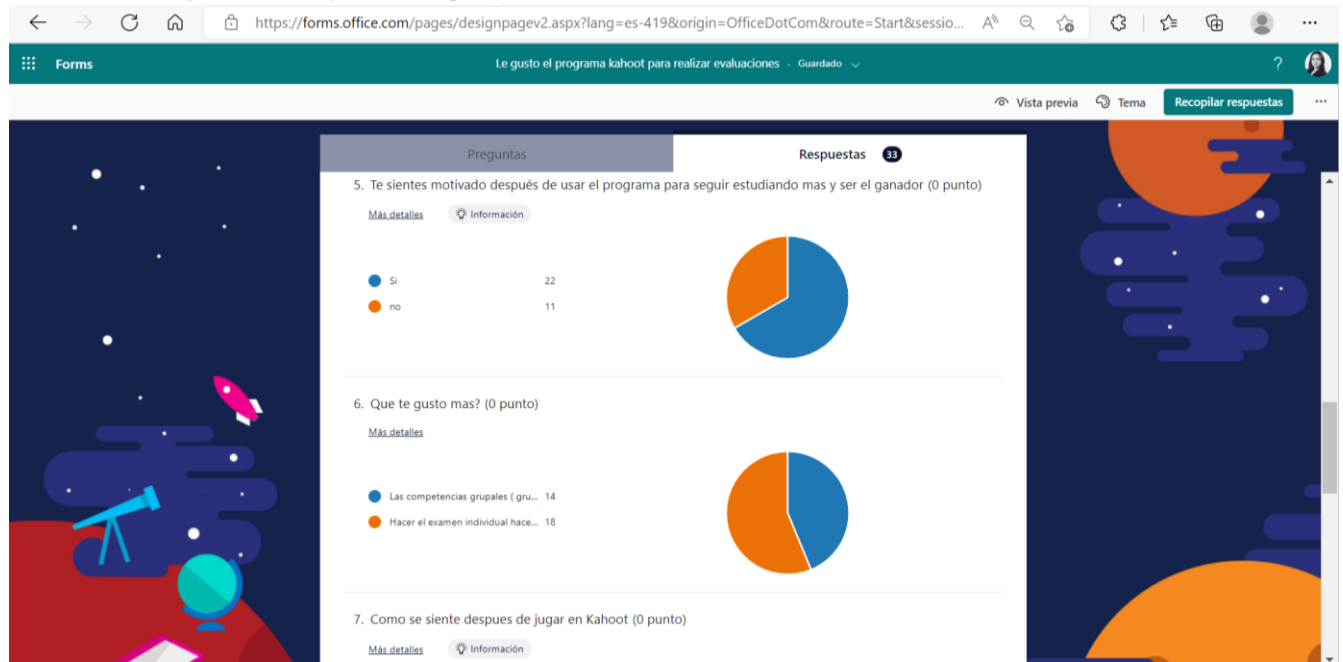 https://forms.office.com/pages/designpagev2.aspx?lang=es-419&origin=OfficeDotCom&route=Start&sessio...
Forms
Le gusto el programa kahoot para realizar evaluaciones - Guardado
?
Vista previa
Tema
Recopilar respuestas
Preguntas
Respuestas 33
5. Te sientes motivado después de usar el programa para seguir estudiando mas y ser el ganador (0 punto)
Más detalles
Información
Si 22
no 11
6. Que te gusto mas? (0 punto)
Más detalles
Las competencias grupales ( gru... 14
Hacer el examen individual hace... 18
7. Como se siente despues de jugar en Kahoot (0 punto)
Más detalles
Información